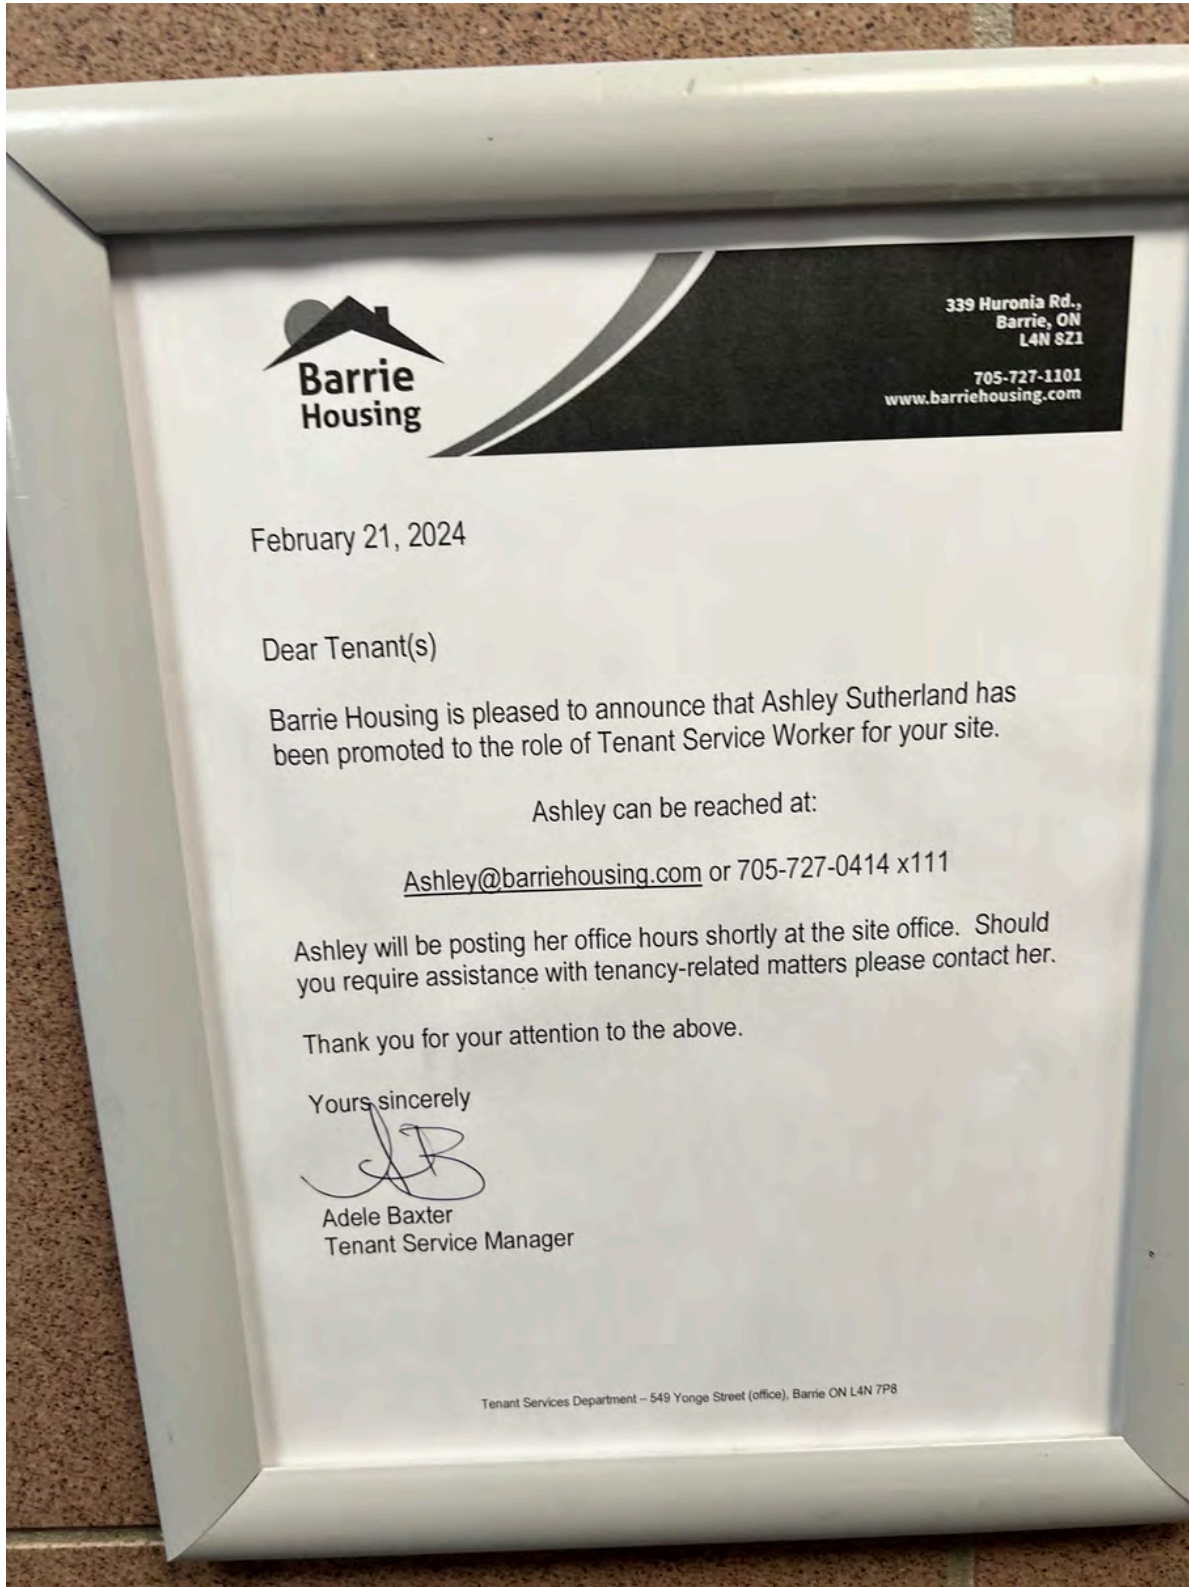 Barrie
Housing
339 Huronia Rd.,
Barrie, ON
L4N 8Z1
705-727-1101
www.barriehousing.com
February 21, 2024
Dear Tenant(s)
Barrie Housing is pleased to announce that Ashley Sutherland has
been promoted to the role of Tenant Service Worker for your site.
Ashley can be reached at:
Ashley@barriehousing.com or 705-727-0414 x111
Ashley will be posting her office hours shortly at the site office. Should
you require assistance with tenancy-related matters please contact her.
Thank you for your attention to the above.
Yours sincerely
AB
Adele Baxter
Tenant Service Manager
Tenant Services Department – 549 Yonge Street (office), Barrie ON L4N 7P8